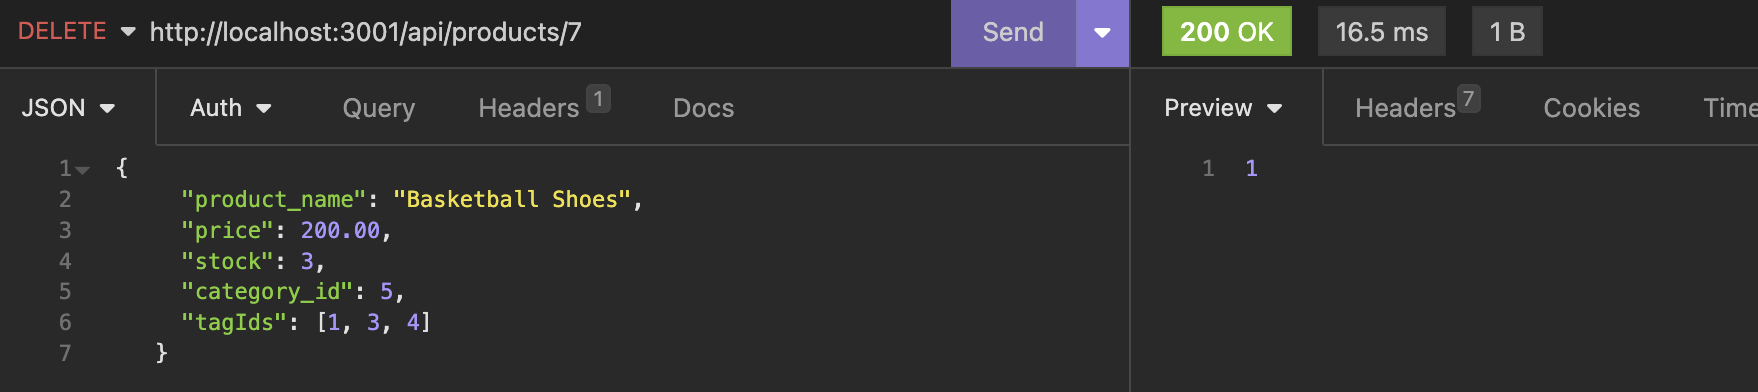 DELETE http://localhost:3001/api/products/7 Send 200 OK 16.5 ms 1 B
JSON Auth Query Headers 1 Docs Preview Headers 7 Cookies Time
1 {
2 "product_name": "Basketball Shoes",
3 "price": 200.00,
4 "stock": 3,
5 "category_id": 5,
6 "tagIds": [1, 3, 4]
7 }
1 1